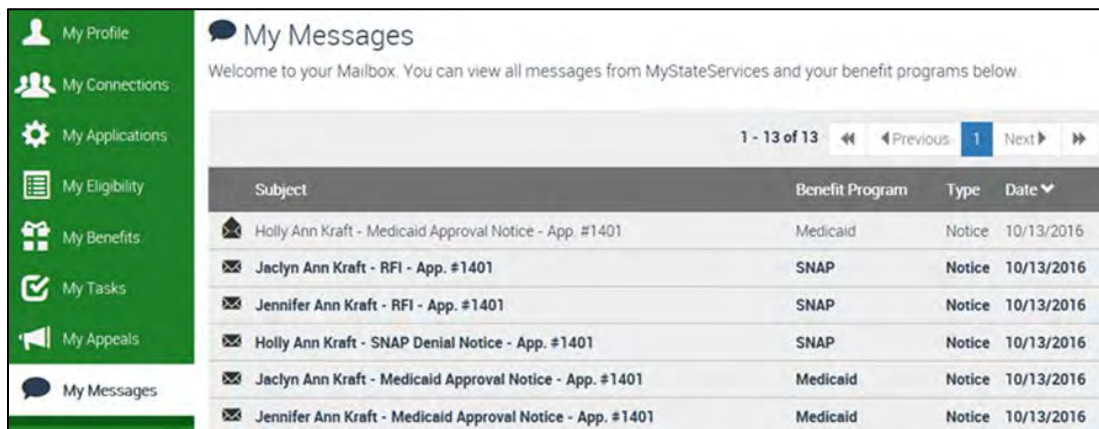 My Profile
My Connections
My Applications
My Eligibility
My Benefits
My Tasks
My Appeals
My Messages
My Messages
Welcome to your Mailbox. You can view all messages from MyStateServices and your benefit programs below.
1 - 13 of 13 Previous 1 Next
Subject Benefit Program Type Date
Holly Ann Kraft - Medicaid Approval Notice - App. #1401 Medicaid Notice 10/13/2016
Jaclyn Ann Kraft - RFI - App. #1401 SNAP Notice 10/13/2016
Jennifer Ann Kraft - RFI - App. #1401 SNAP Notice 10/13/2016
Holly Ann Kraft - SNAP Denial Notice - App. #1401 SNAP Notice 10/13/2016
Jaclyn Ann Kraft - Medicaid Approval Notice - App. #1401 Medicaid Notice 10/13/2016
Jennifer Ann Kraft - Medicaid Approval Notice - App. #1401 Medicaid Notice 10/13/2016